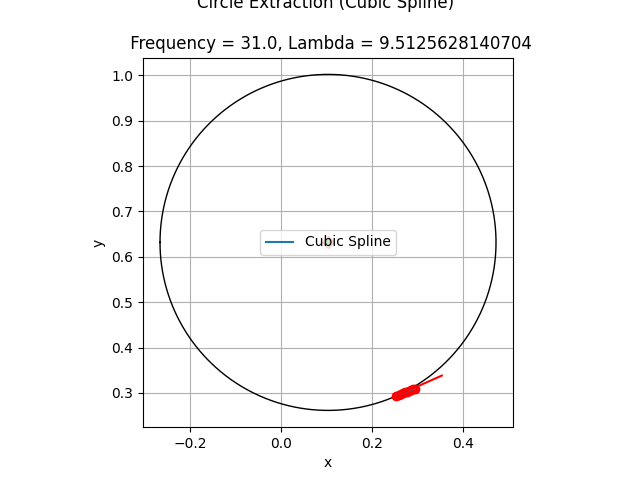 Circle Extraction (Cubic Spline)
Frequency = 31.0, Lambda = 9.5125628140704
1.0
0.9
0.8
0.7
0.6
0.5
0.4
0.3
y
Cubic Spline
−0.2
0.0
0.2
0.4
x